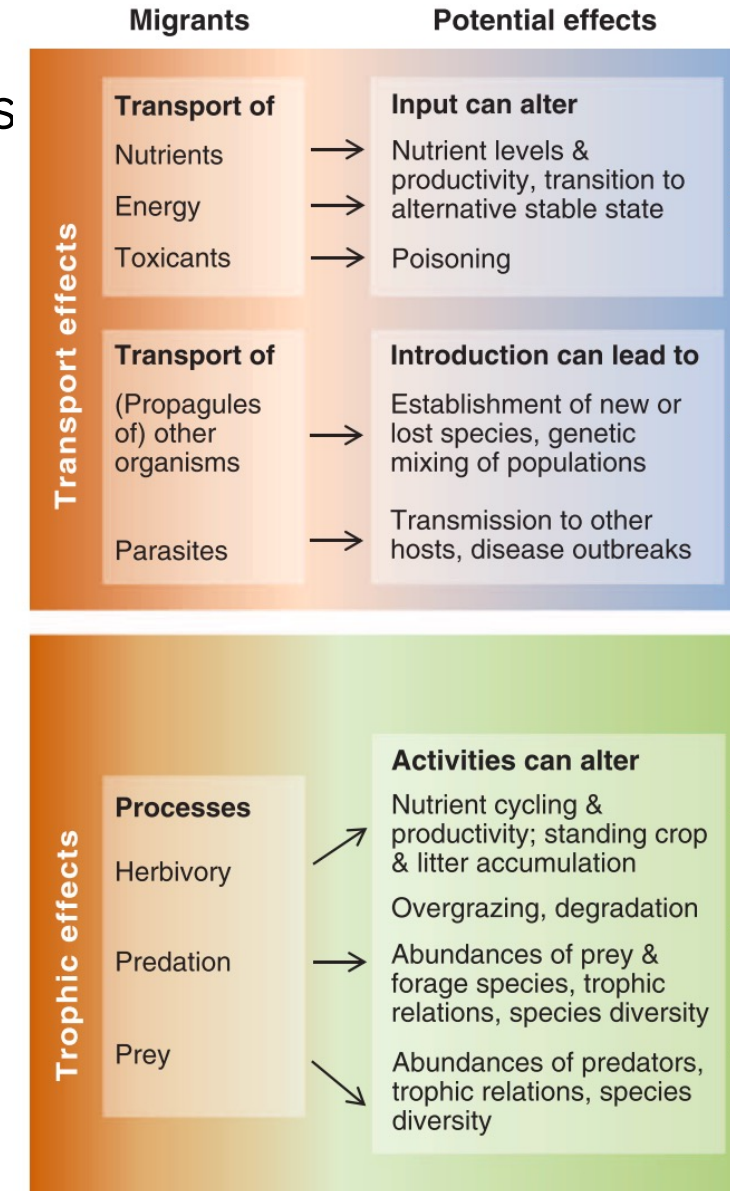 Migrants
Potential effects
s
Transport effects
Transport of
Nutrients
Energy
Toxicants
Input can alter
Nutrient levels &
productivity, transition to
alternative stable state
Poisoning
Transport of
(Propagules
of) other
organisms
Parasites
Introduction can lead to
Establishment of new or
lost species, genetic
mixing of populations
Transmission to other
hosts, disease outbreaks
Trophic effects
Processes
Herbivory
Predation
Prey
Activities can alter
Nutrient cycling &
productivity; standing crop
& litter accumulation
Overgrazing, degradation
Abundances of prey &
forage species, trophic
relations, species diversity
Abundances of predators,
trophic relations, species
diversity